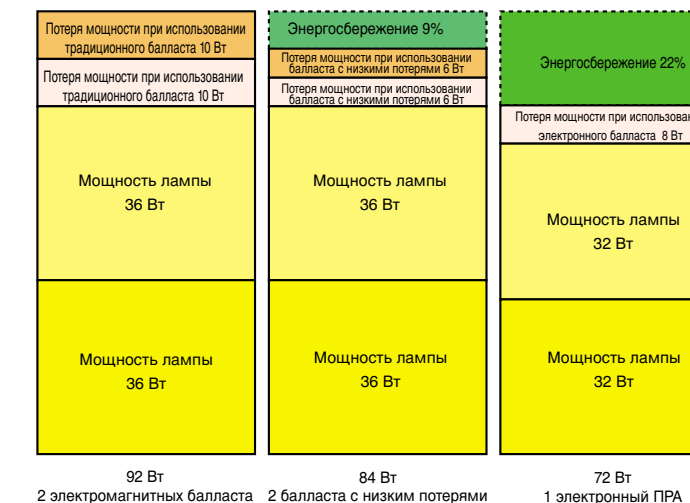 Потеря мощности при использовании
традиционного балласта 10 Вт
Потеря мощности при использовании
традиционного балласта 10 Вт
Мощность лампы
36 Вт
Мощность лампы
36 Вт
92 Вт
2 электромагнитных балласта
Энергосбережение 9%
Потеря мощности при использовании
балласта с низкими потерями 6 Вт
Потеря мощности при использовании
балласта с низкими потерями 6 Вт
Мощность лампы
36 Вт
Мощность лампы
36 Вт
84 Вт
2 балласта с низким потерями
Энергосбережение 22%
Потеря мощности при использован
электронного балласта 8 Вт
Мощность лампы
32 Вт
Мощность лампы
32 Вт
72 Вт
1 электронный ПРА